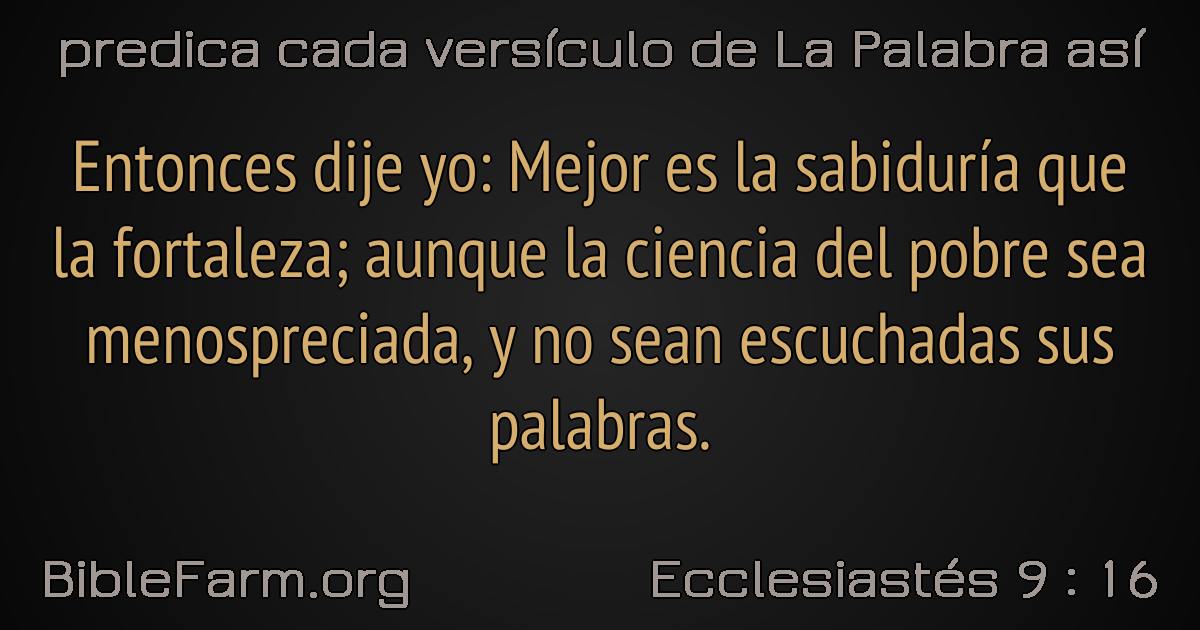 predica cada versículo de La Palabra así
Entonces dije yo: Mejor es la sabiduría que
la fortaleza; aunque la ciencia del pobre sea
menospreciada, y no sean escuchadas sus
palabras.
BibleFarm.org
Ecclesiastés 9 : 16